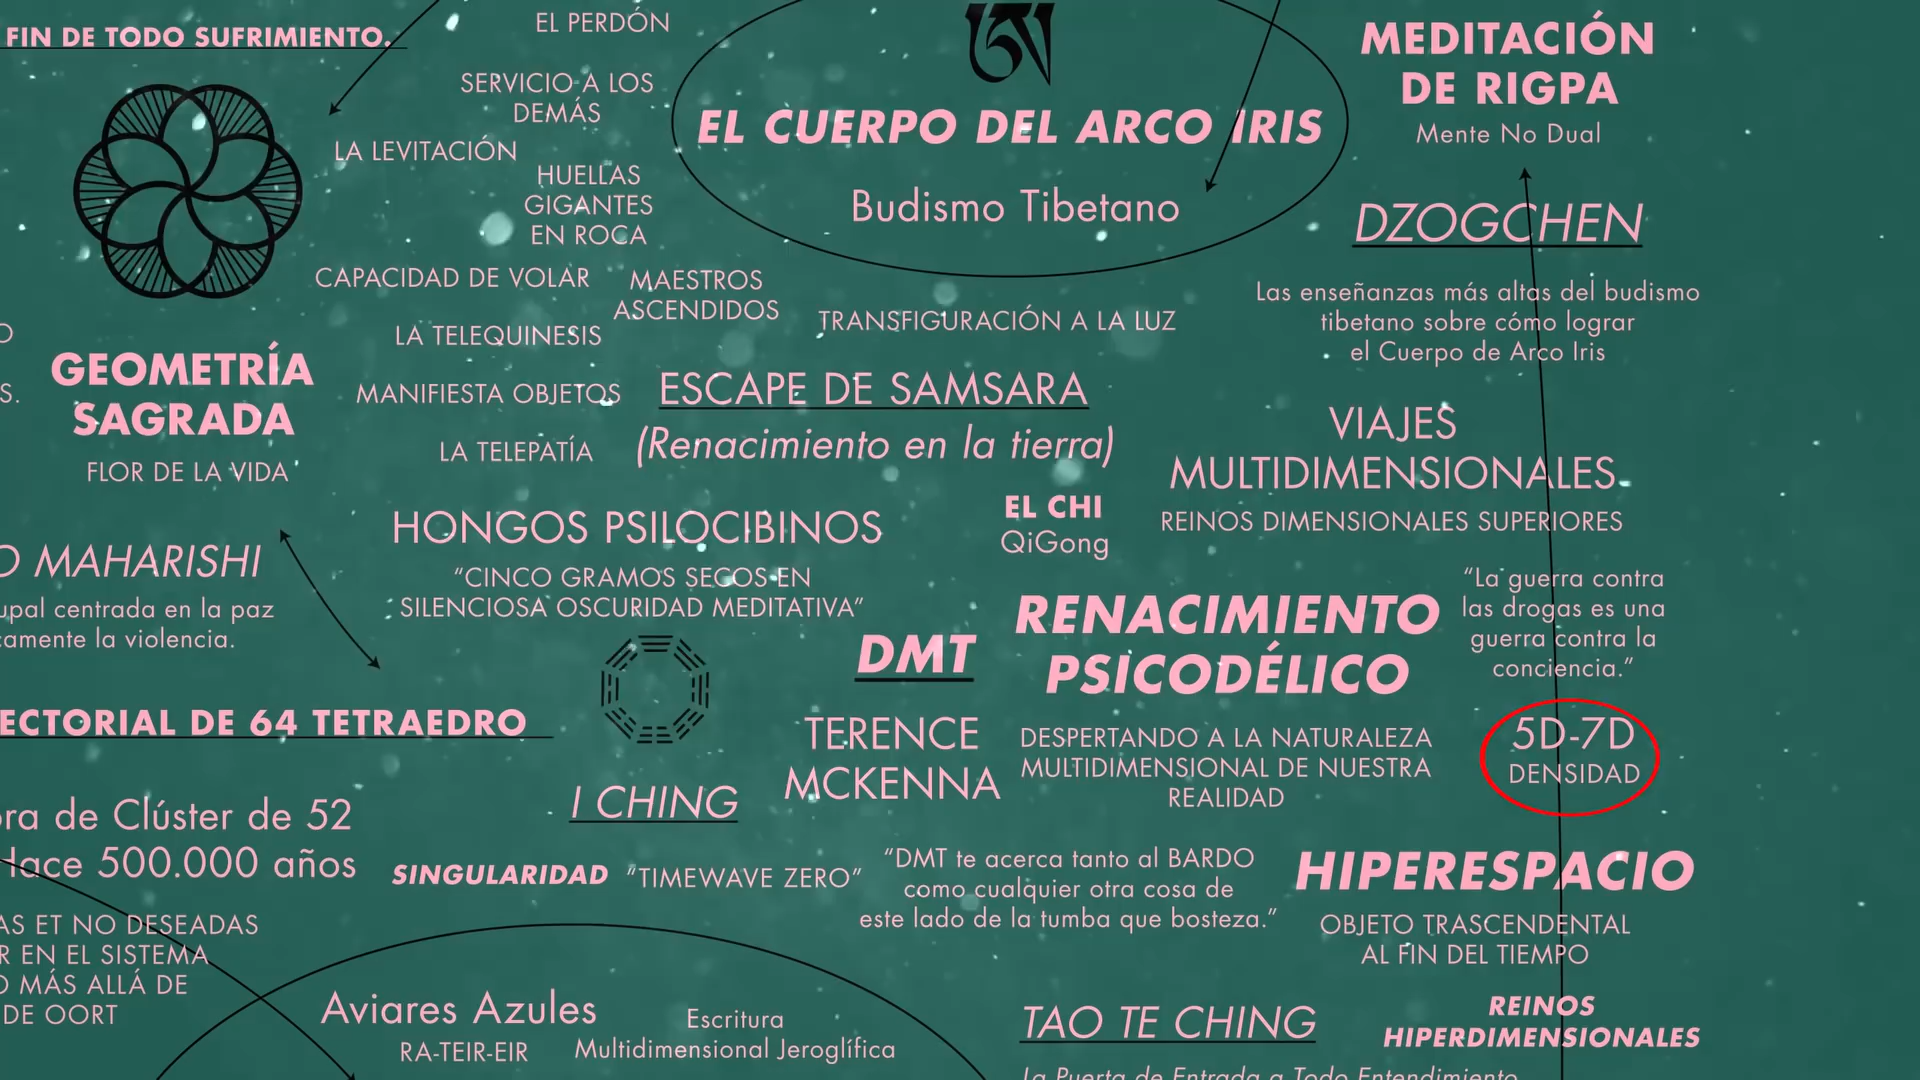 FIN DE TODO SUFRIMIENTO.
EL PERDÓN
SERVICIO A LOS
DEMÁS
LA LEVITACIÓN
HUELLAS
GIGANTES
EN ROCA
CAPACIDAD DE VOLAR
MAESTROS
ASCENDIDOS
LA TELEQUINESIS
MANIFIESTA OBJETOS
LA TELEPATÍA
EL CUERPO DEL ARCO IRIS
Budismo Tibetano
TRANSFIGURACIÓN A LA LUZ
ESCAPE DE SAMSARA
(Renacimiento en la tierra)
MEDITACIÓN
DE RIGPA
Mente No Dual
DZOGCHEN
Las enseñanzas más altas del budismo
tibetano sobre cómo lograr
el Cuerpo de Arco Iris
VIAJES
MULTIDIMENSIONALES
REINOS DIMENSIONALES SUPERIORES
O
S.
GEOMETRÍA
SAGRADA
FLOR DE LA VIDA
O MAHARISHI
upal centrada en la paz
camente la violencia.
HONGOS PSILOCIBINOS
"CINCO GRAMOS SECOS EN
SILENCIOSA OSCURIDAD MEDITATIVA"
EL CHI
QiGong
DMT
TERENCE
MCKENNA
RENACIMIENTO
PSICODÉLICO
DESPERTANDO A LA NATURALEZA
MULTIDIMENSIONAL DE NUESTRA
REALIDAD
"La guerra contra
las drogas es una
guerra contra la
conciencia."
5D-7D
DENSIDAD
ECTORIAL DE 64 TETRAEDRO
I CHING
ora de Clúster de 52
Hace 500.000 años
SINGULARIDAD "TIMEWAVE ZERO"
"DMT te acerca tanto al BARDO
como cualquier otra cosa de
este lado de la tumba que bosteza."
HIPERESPACIO
OBJETO TRASCENDENTAL
AL FIN DEL TIEMPO
AS ET NO DESEADAS
R EN EL SISTEMA
O MÁS ALLÁ DE
DE OORT
Aviares Azules
RA-TEIR-EIR
Escritura
Multidimensional Jeroglífica
TAO TE CHING
La Puerta de Entrada a Todo Entendimiento
REINOS
HIPERDIMENSIONALES